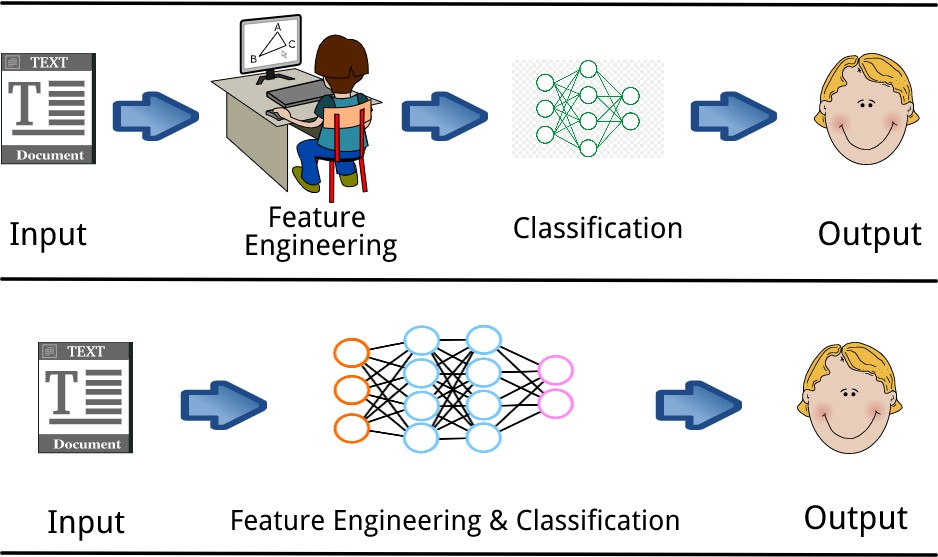 TEXT
T
Document
A
B
C
Input
Feature
Engineering
Classification
Output
TEXT
T
Document
Input
Feature Engineering & Classification
Output